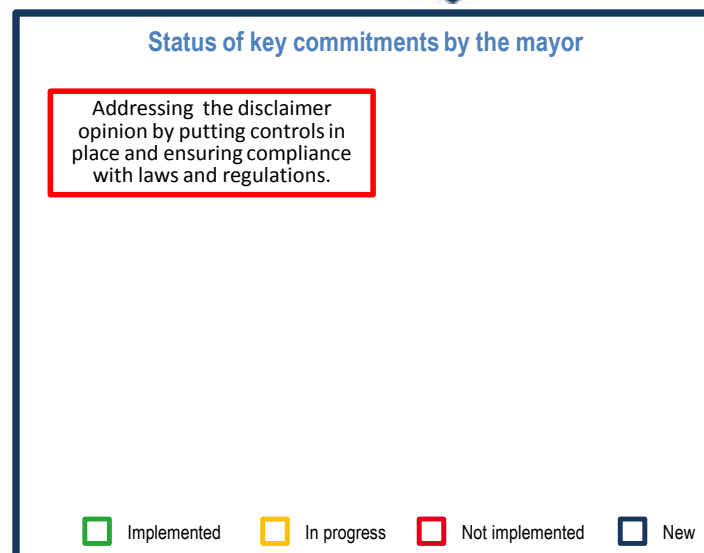 Status of key commitments by the mayor
Addressing the disclaimer
opinion by putting controls in
place and ensuring compliance
with laws and regulations.
Implemented
In progress
Not implemented
New